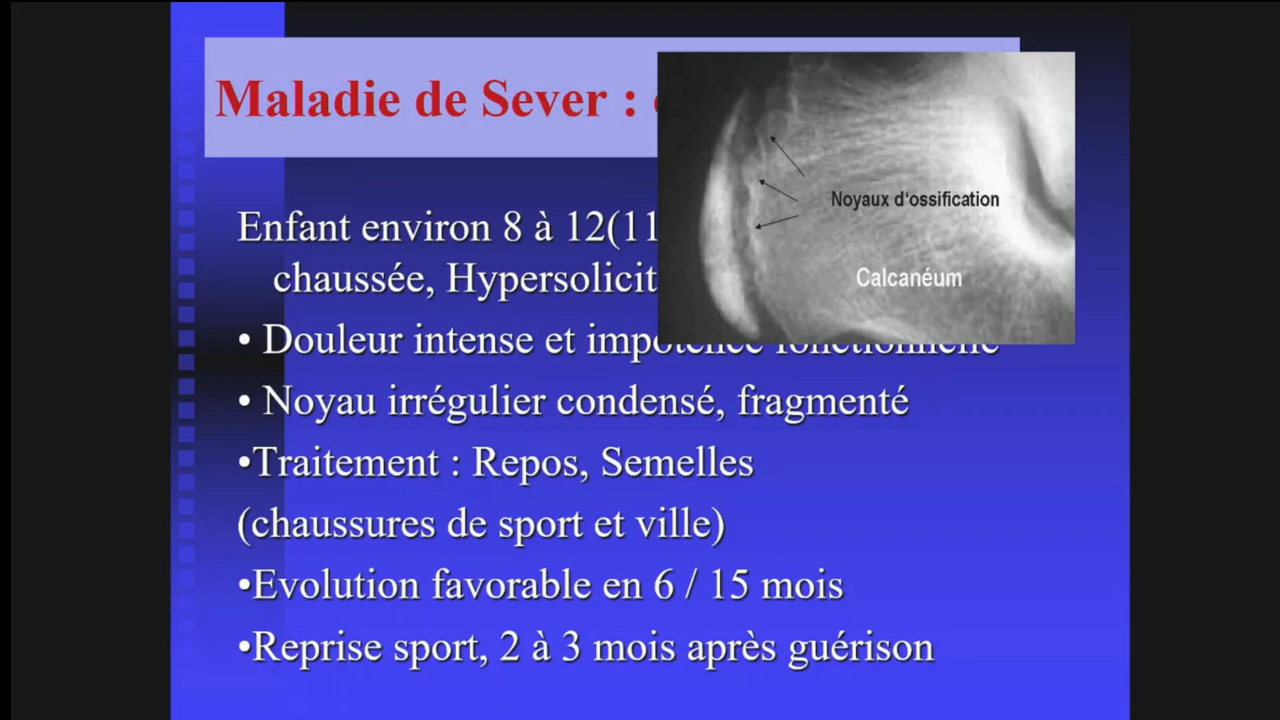 Maladie de Sever :
Enfant environ 8 à 12(11
chaussée, Hypersolicit
• Douleur intense et impotence fonctionnelle
• Noyau irrégulier condensé, fragmenté
•Traitement : Repos, Semelles
(chaussures de sport et ville)
•Evolution favorable en 6 / 15 mois
•Reprise sport, 2 à 3 mois après guérison
Noyaux d'ossification
Calcanéum